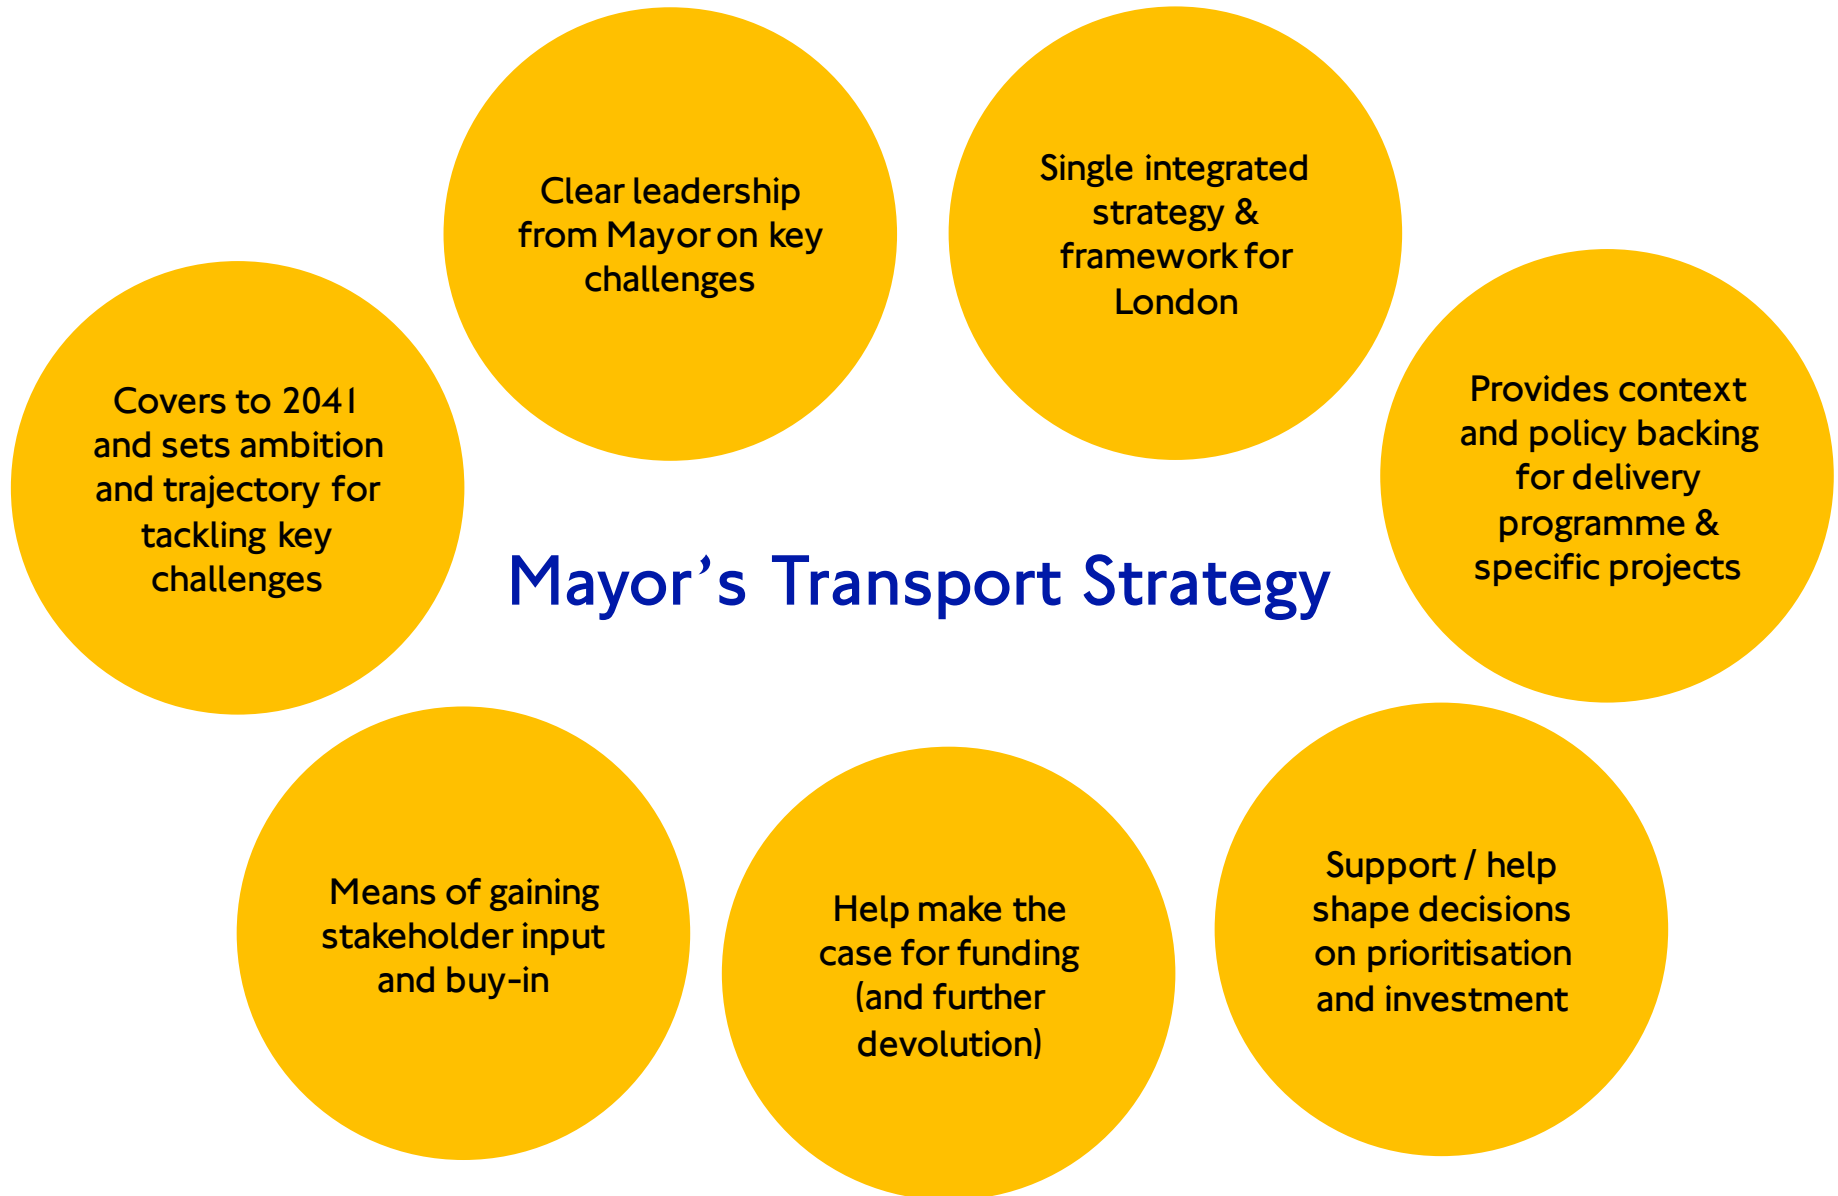 Clear leadership
from Mayor on key
challenges
Single integrated
strategy &
framework for
London
Covers to 2041
and sets ambition
and trajectory for
tackling key
challenges
Provides context
and policy backing
for delivery
programme &
specific projects
Mayor's Transport Strategy
Means of gaining
stakeholder input
and buy-in
Help make the
case for funding
(and further
devolution)
Support / help
shape decisions
on prioritisation
and investment